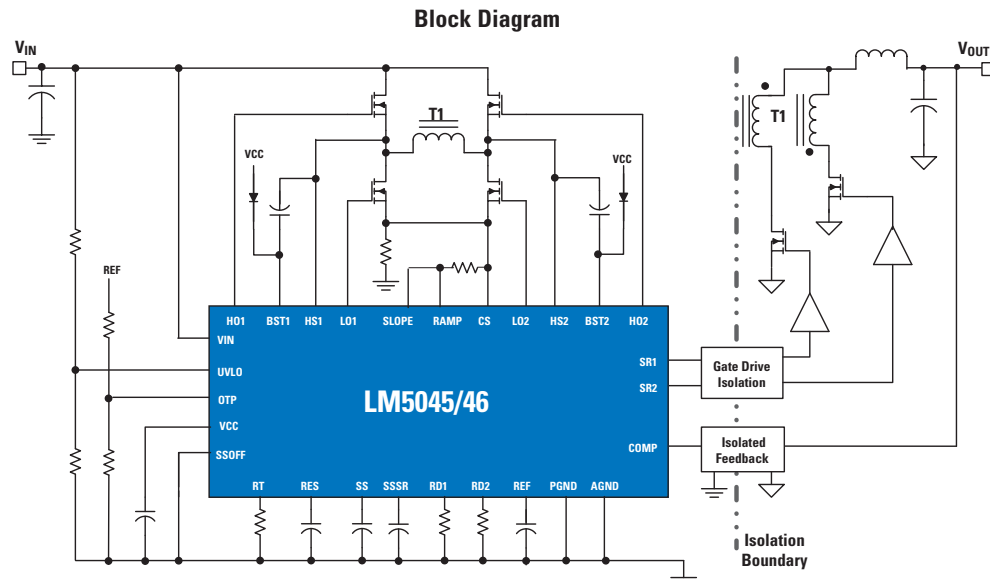 Block Diagram
VIN
VOUT
T1
T1
VCC
VCC
REF
HO1 BST1 HS1 LO1 SLOPE RAMP CS LO2 HS2 BST2 HO2
VIN
UVLO
OTP
VCC
SSOFF
LM5045/46
SR1
SR2
COMP
Gate Drive
Isolation
Isolated
Feedback
RT RES SS SSSR RD1 RD2 REF PGND AGND
Isolation
Boundary